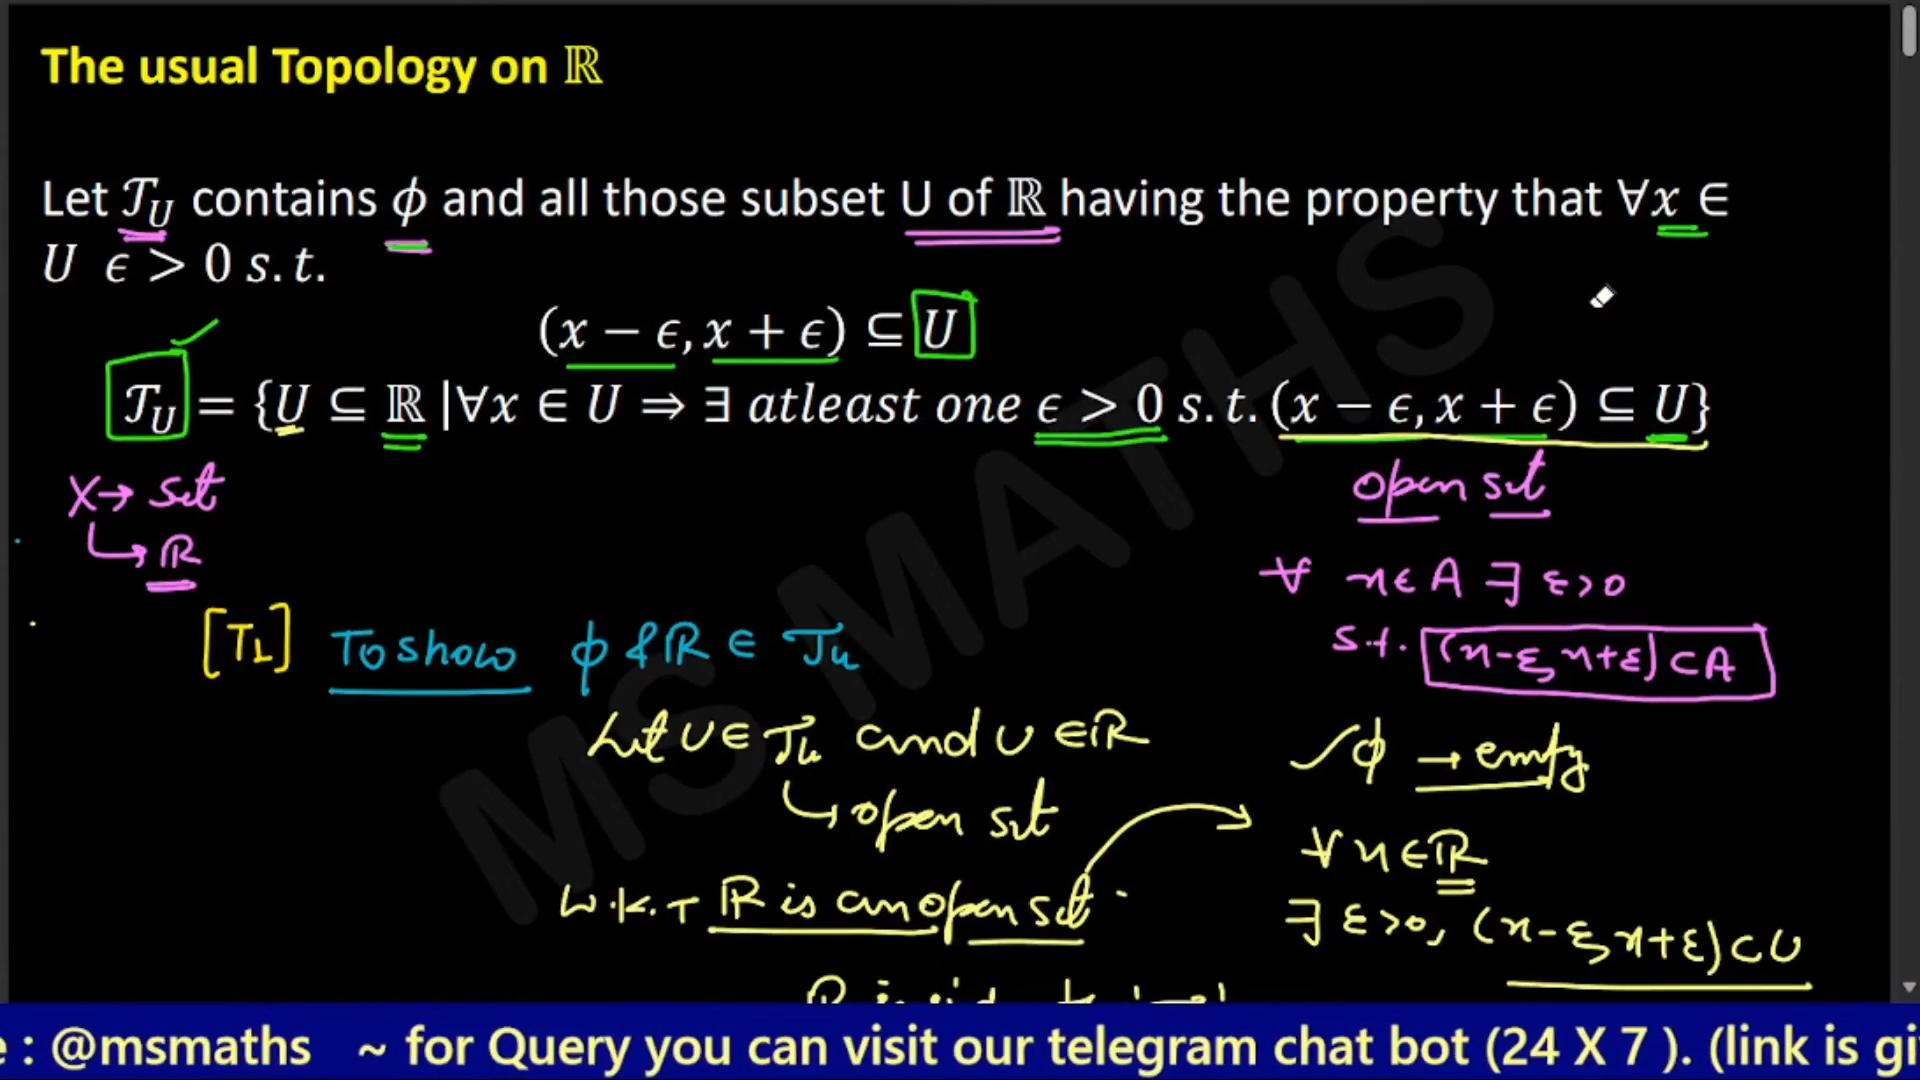 The usual Topology on ℝ
Let 𝒯_U contains ϕ and all those subset U of ℝ having the property that ∀x ∈
U ϵ > 0 s.t.
(x − ϵ, x + ϵ) ⊆ U
𝒯_U = {U ⊆ ℝ |∀x ∈ U ⇒ ∃ atleast one ϵ > 0 s.t. (x − ϵ, x + ϵ) ⊆ U}
X → Set
↳ ℝ
open set
∀ x ∈ A ∃ ε > 0
s.t. (x-ε, x+ε) ⊂ A
[T1] To show ϕ & ℝ ∈ 𝒯_u
Let U ∈ 𝒯_u and U ∈ ℝ
↳ open set
ϕ → empty
∀ x ∈ ℝ
W.K.T ℝ is an open set
∃ ε > 0, (x-ε, x+ε) ⊂ U
MS MATHS
: @msmaths ~ for Query you can visit our telegram chat bot (24 X 7 ). (link is gi